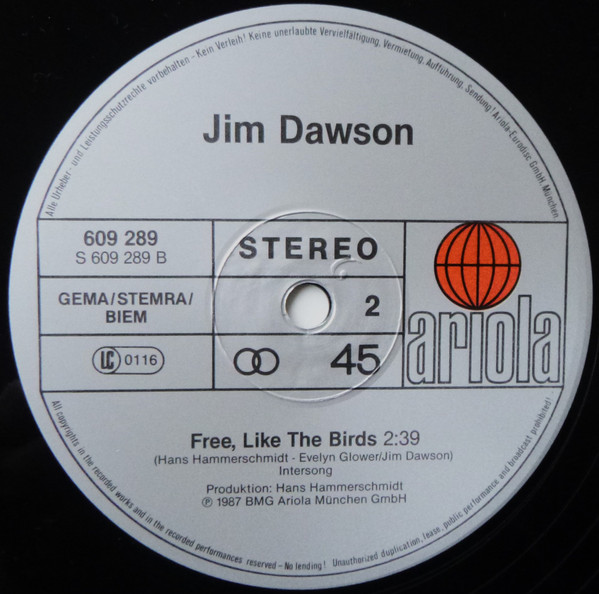 Alle Urheber- und Leistungsschutzrechte vorbehalten - Kein Verleih! Keine unerlaubte Vervielfältigung, Vermietung, Aufführung, Sendung! Ariola-Eurodisc GmbH, München
Jim Dawson
609 289
S 609 289 B
STEREO
GEMA/STEMRA/
BIEM
2
LC 0116
45
ariola
Free, Like The Birds 2:39
(Hans Hammerschmidt - Evelyn Glower/Jim Dawson)
Intersong
Produktion: Hans Hammerschmidt
℗ 1987 BMG Ariola München GmbH
All copyrights in the recorded works and in the recorded performances reserved – No lending! Unauthorized duplication, lease, public performance and broadcast prohibited!